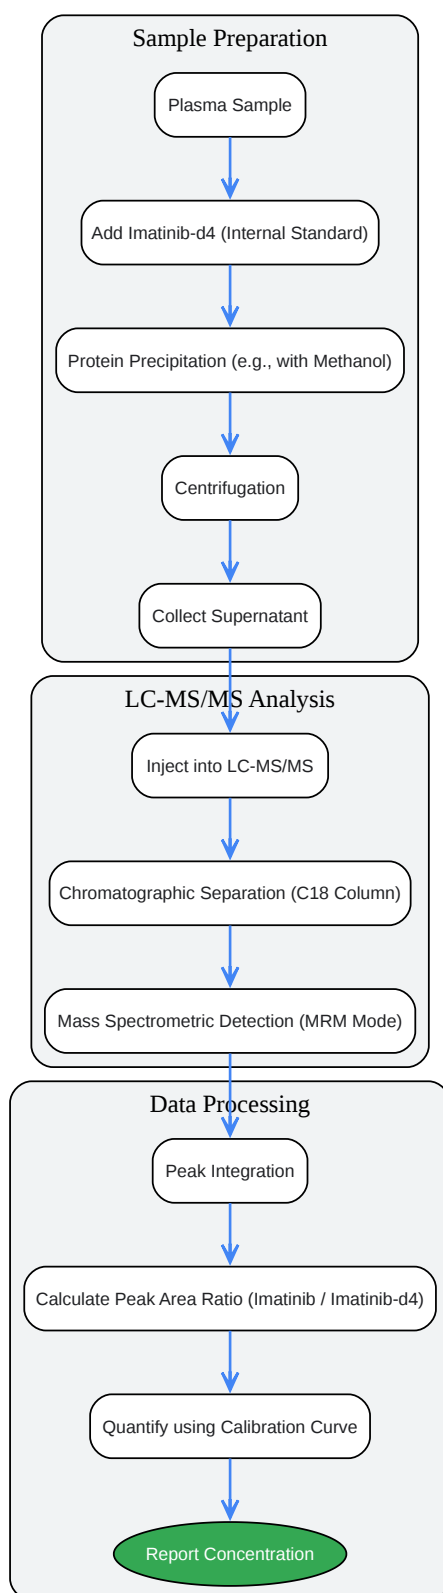 Sample Preparation
Plasma Sample
Add Imatinib-d4 (Internal Standard)
Protein Precipitation (e.g., with Methanol)
Centrifugation
Collect Supernatant
LC-MS/MS Analysis
Inject into LC-MS/MS
Chromatographic Separation (C18 Column)
Mass Spectrometric Detection (MRM Mode)
Data Processing
Peak Integration
Calculate Peak Area Ratio (Imatinib / Imatinib-d4)
Quantify using Calibration Curve
Report Concentration